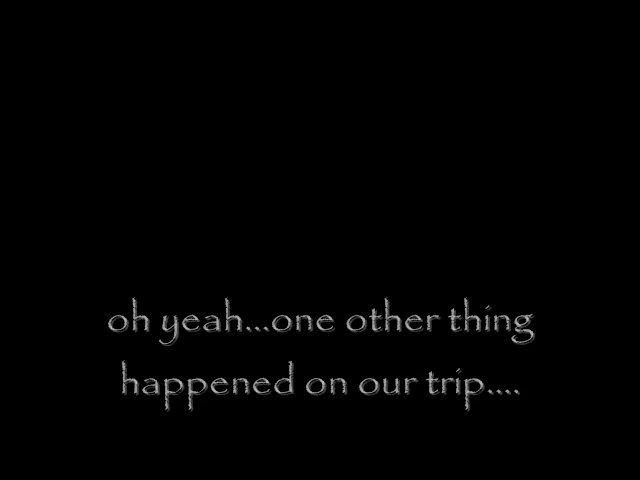 oh yeah...one other thing
happened on our trip....